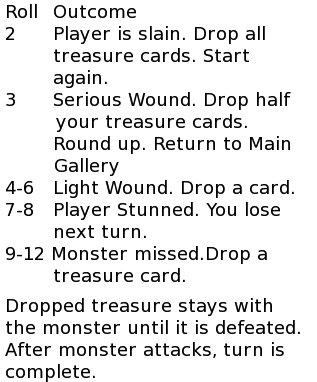 Roll Outcome
2 Player is slain. Drop all
treasure cards. Start
again.
3 Serious Wound. Drop half
your treasure cards.
Round up. Return to Main
Gallery
4-6 Light Wound. Drop a card.
7-8 Player Stunned. You lose
next turn.
9-12 Monster missed.Drop a
treasure card.
Dropped treasure stays with
the monster until it is defeated.
After monster attacks, turn is
complete.